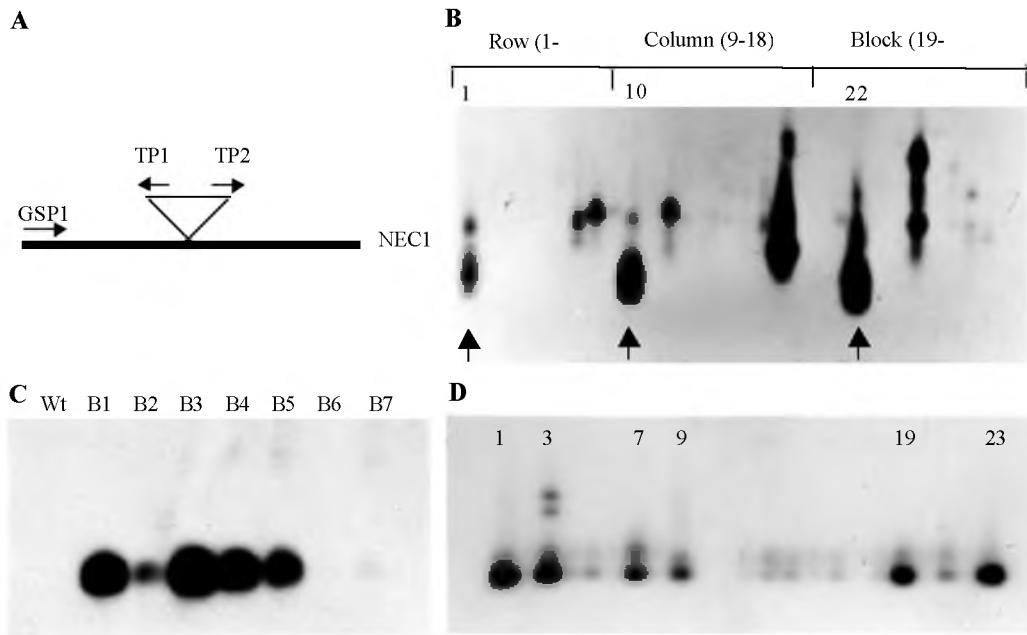 A
TP1 TP2
GSP1
NEC1
B
Row (1- Column (9-18) Block (19-
1 10 22
C
Wt B1 B2 B3 B4 B5 B6 B7
D
1 3 7 9 19 23